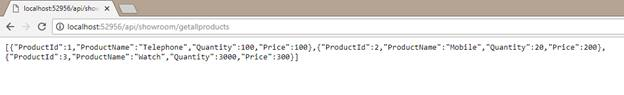 localhost:52956/api/show
localhost:52956/api/showroom/getallproducts
[{"ProductId":1,"ProductName":"Telephone","Quantity":100,"Price":100},{"ProductId":2,"ProductName":"Mobile","Quantity":20,"Price":200},
{"ProductId":3,"ProductName":"Watch","Quantity":3000,"Price":300}]